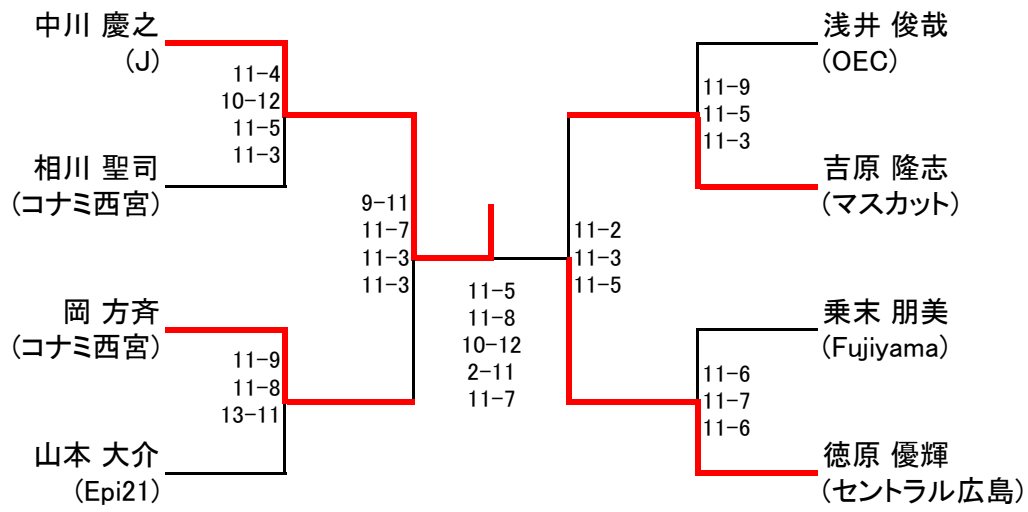 中川 慶之
(J)
11-4
10-12
11-5
11-3
相川 聖司
(コナミ西宮)
9-11
11-7
11-3
11-3
岡 方斉
(コナミ西宮)
11-9
11-8
13-11
山本 大介
(Epi21)
11-5
11-8
10-12
2-11
11-7
浅井 俊哉
(OEC)
11-9
11-5
11-3
吉原 隆志
(マスカット)
11-2
11-3
11-5
乗末 朋美
(Fujiyama)
11-6
11-7
11-6
徳原 優輝
(セントラル広島)